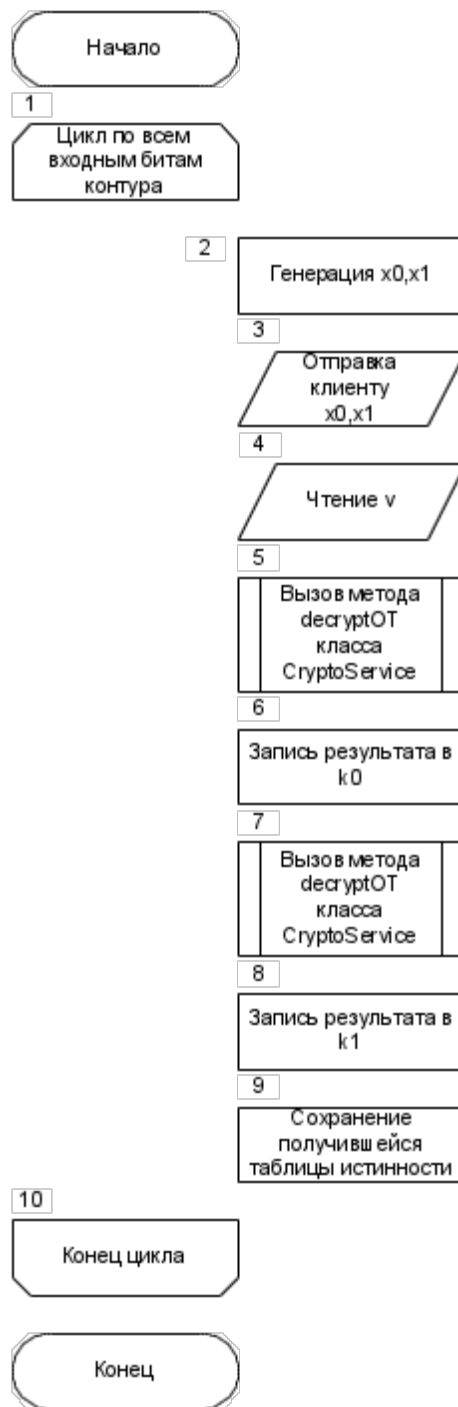 Начало
1
Цикл по всем
входным битам
контура
2
Генерация x0,x1
3
Отправка
клиенту
x0,x1
4
Чтение v
5
Вызов метода
decryptOT
класса
CryptoService
6
Запись результата в
k0
7
Вызов метода
decryptOT
класса
CryptoService
8
Запись результата в
k1
9
Сохранение
получившейся
таблицы истинности
10
Конец цикла
Конец